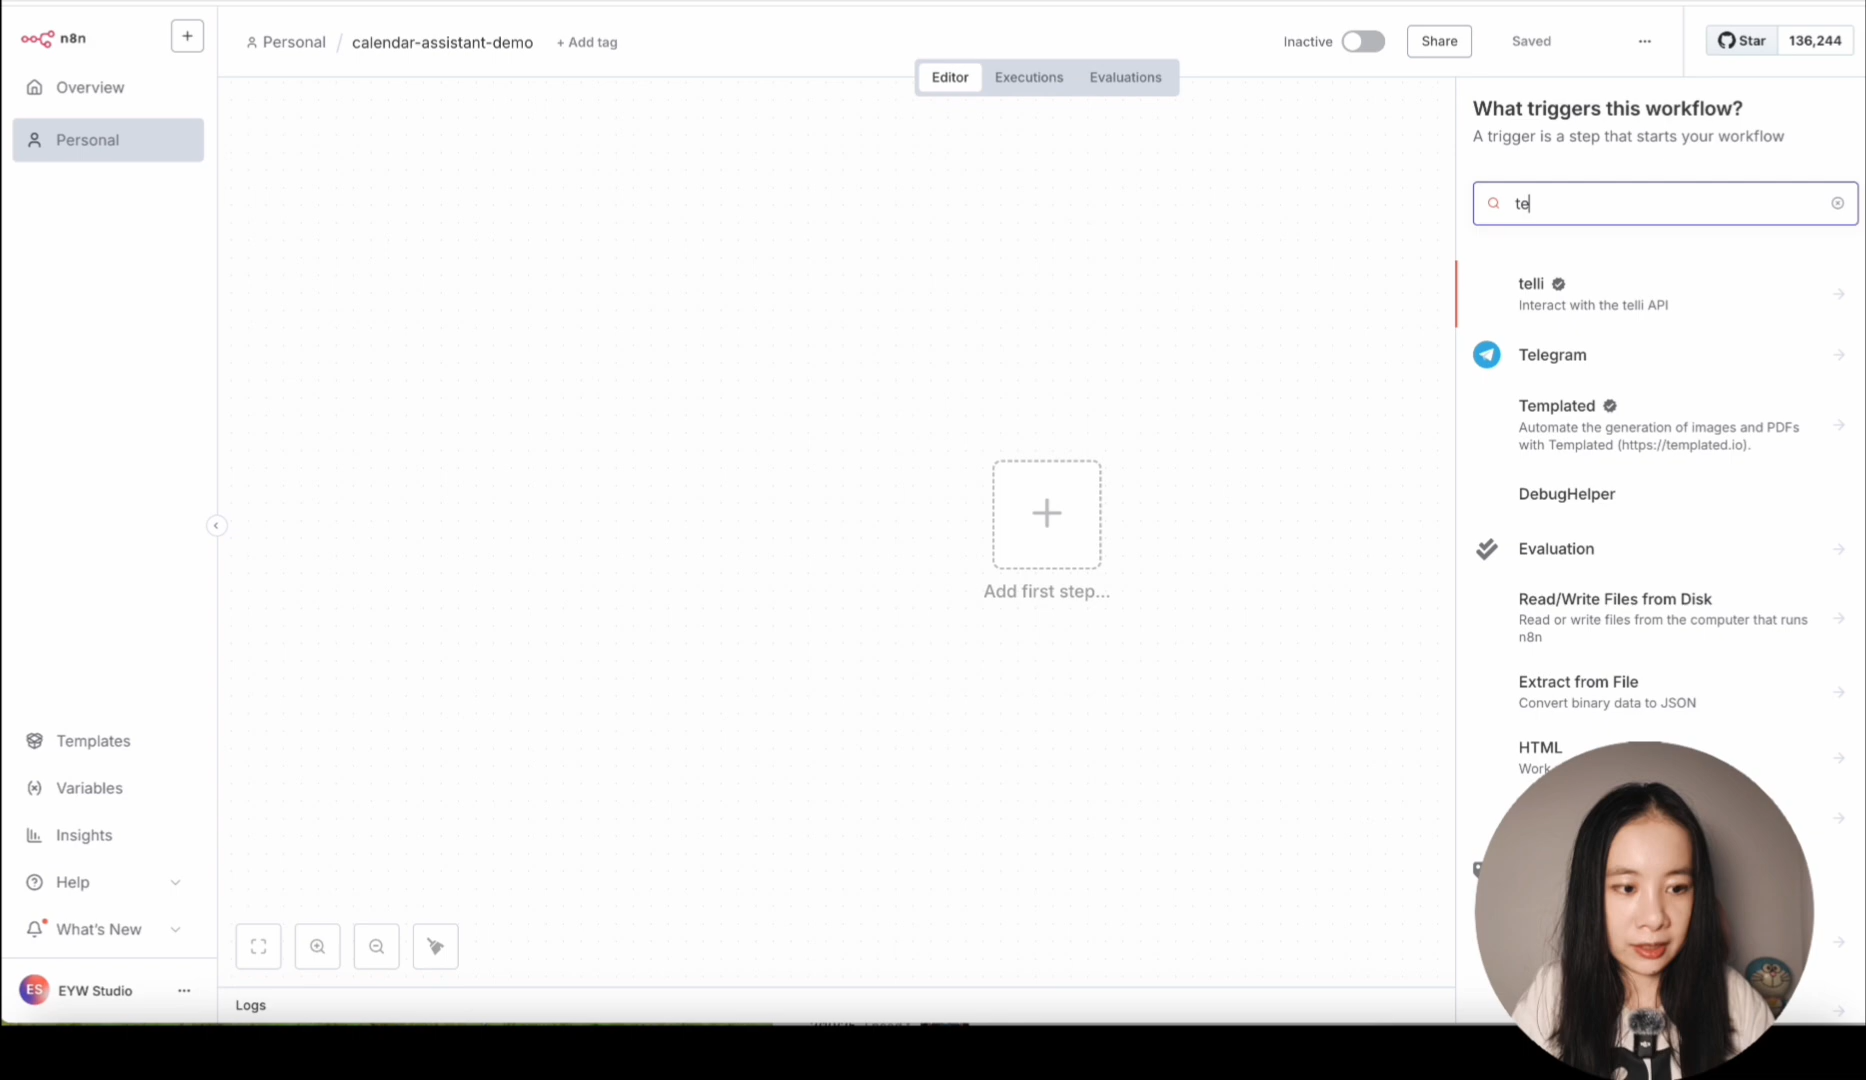 n8n
+
Personal / calendar-assistant-demo + Add tag
Inactive
Share
Saved
...
Star 136,244
Overview
Personal
Editor Executions Evaluations
What triggers this workflow?
A trigger is a step that starts your workflow
te
telli
Interact with the telli API
Telegram
Templated
Automate the generation of images and PDFs
with Templated (https://templated.io).
DebugHelper
Evaluation
Read/Write Files from Disk
Read or write files from the computer that runs
n8n
Extract from File
Convert binary data to JSON
HTML
Work
Add first step...
Templates
Variables
Insights
Help
What's New
ES EYW Studio ...
Logs